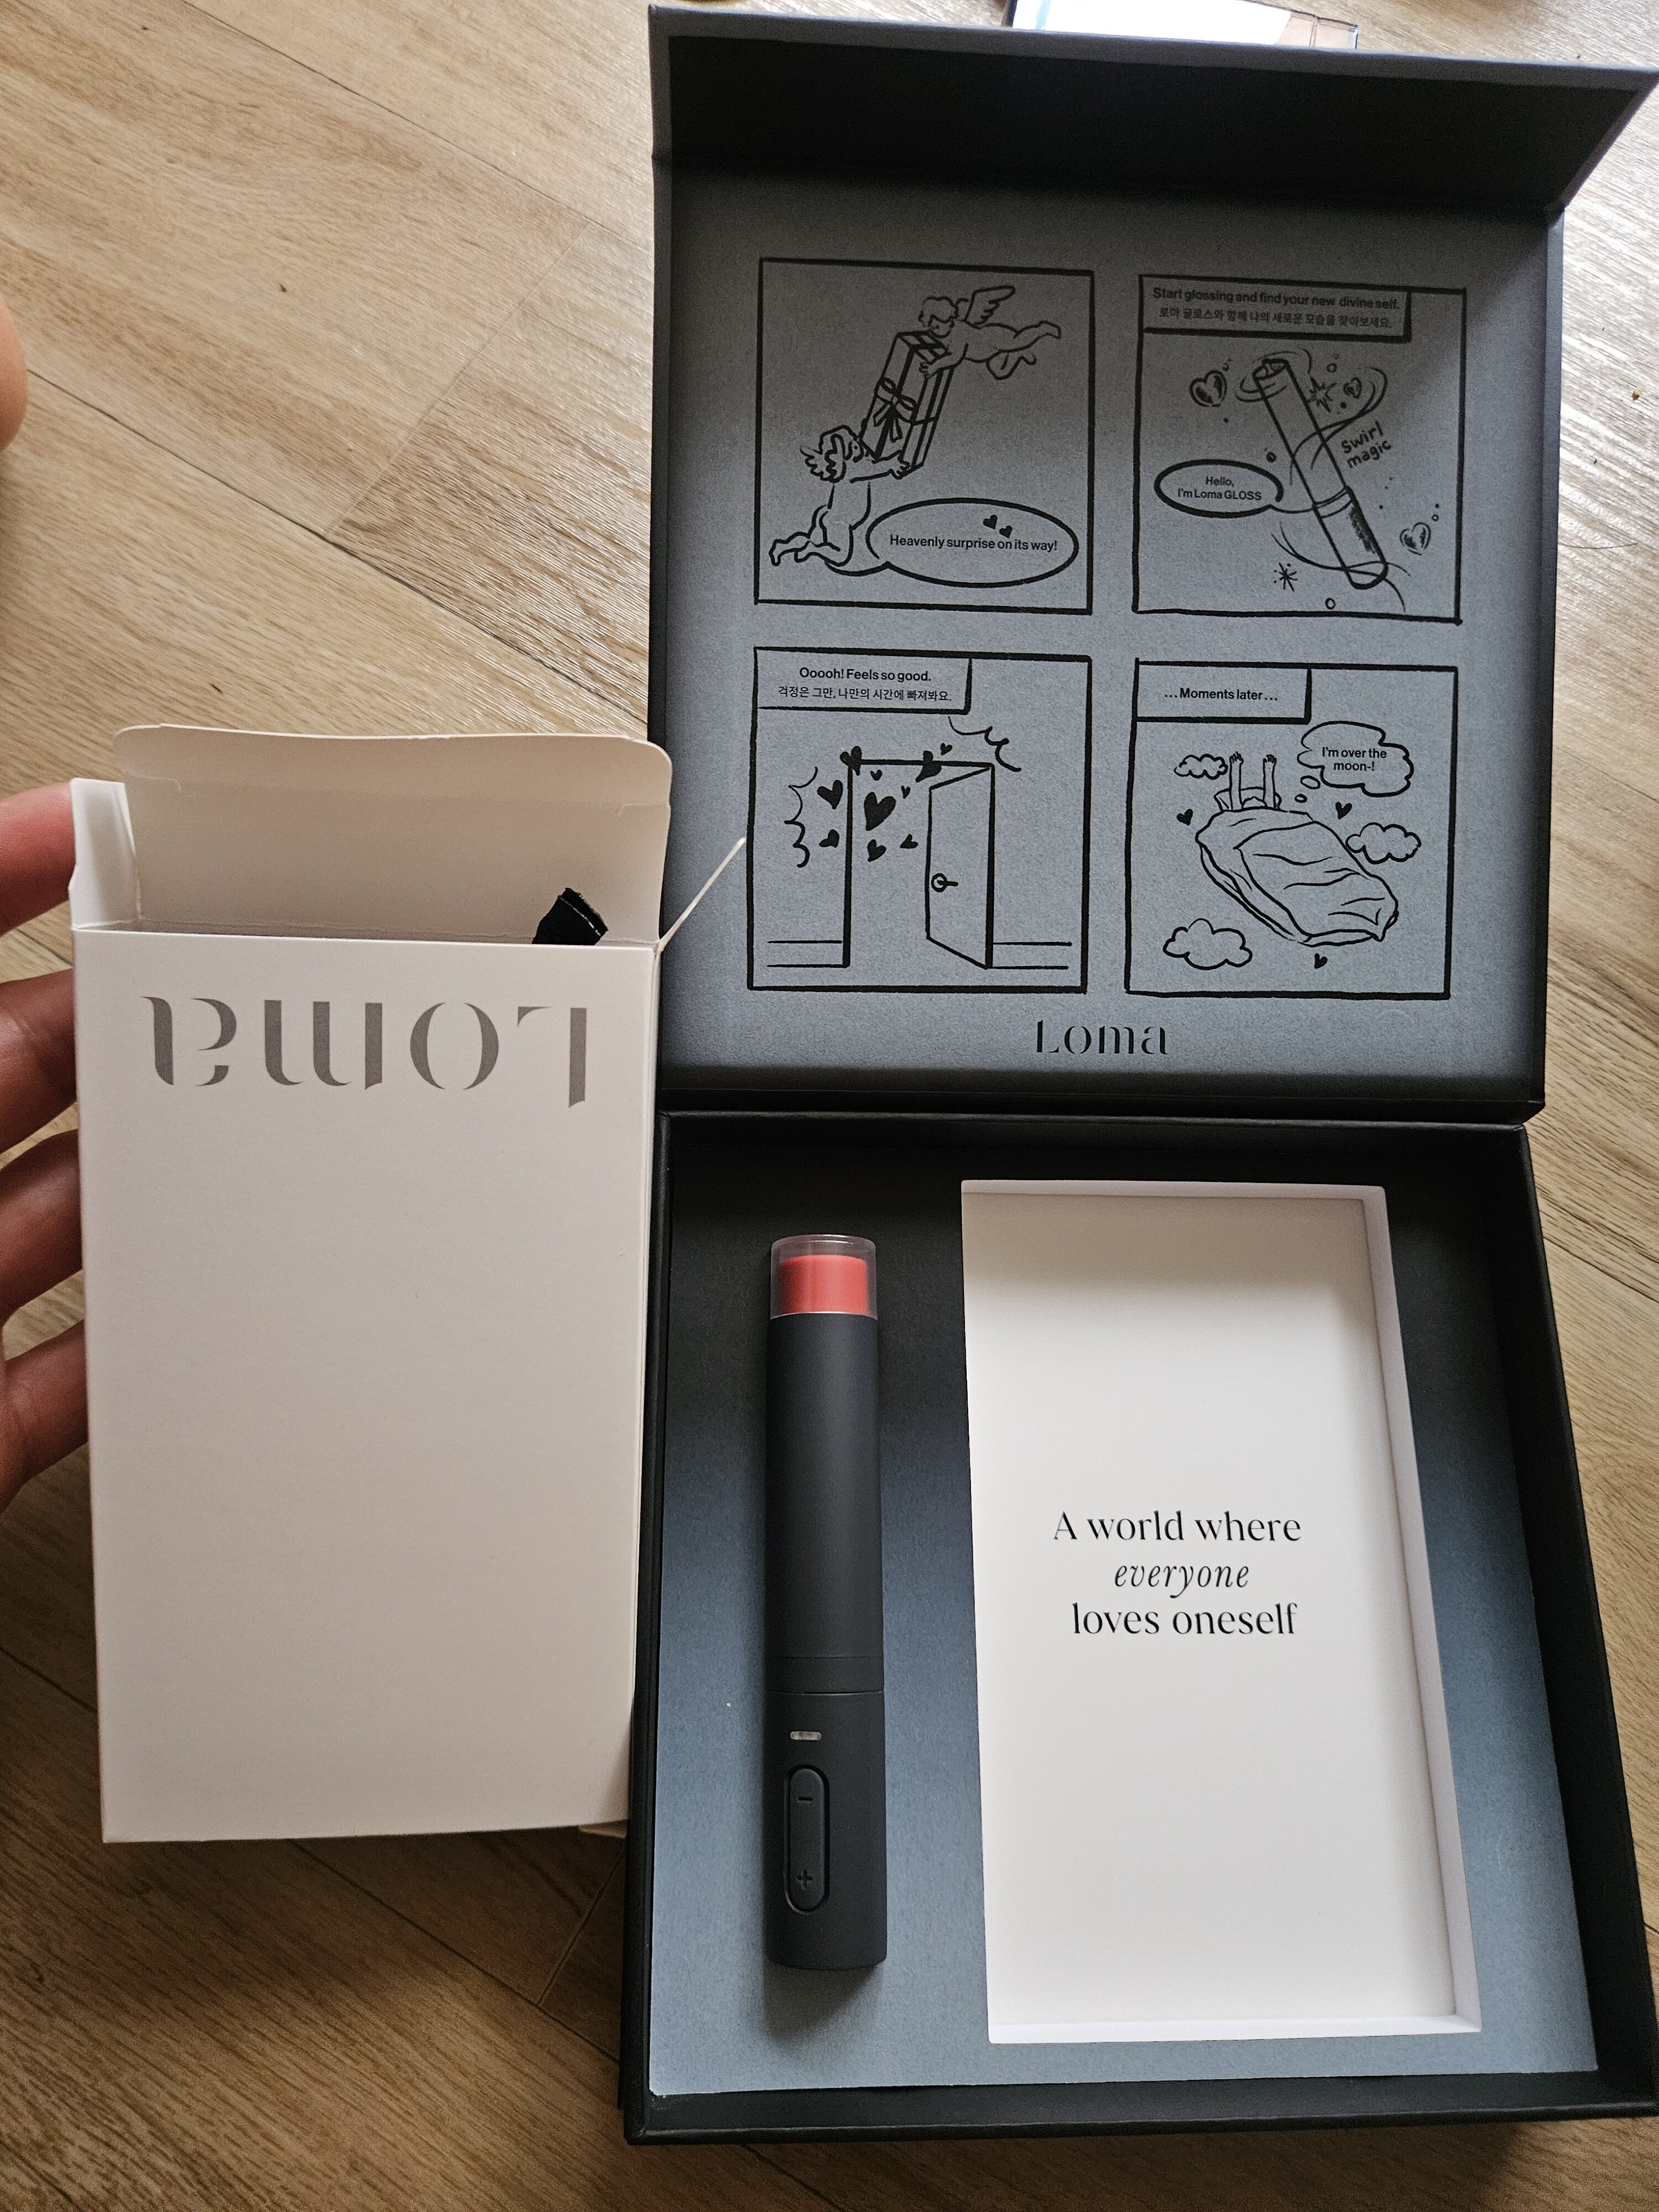 Heavenly surprise on its way!
Start glossing and find your new divine self.
로마 글로스와 함께 나의 새로운 모습을 찾아보세요.
Swirl
magic
Hello,
I'm Loma GLOSS
Ooooh! Feels so good.
걱정은 그만, 나만의 시간에 빠져봐요.
...Moments later...
I'm over the
moon-!
Loma
Loma
A world where
everyone
loves oneself
-
+